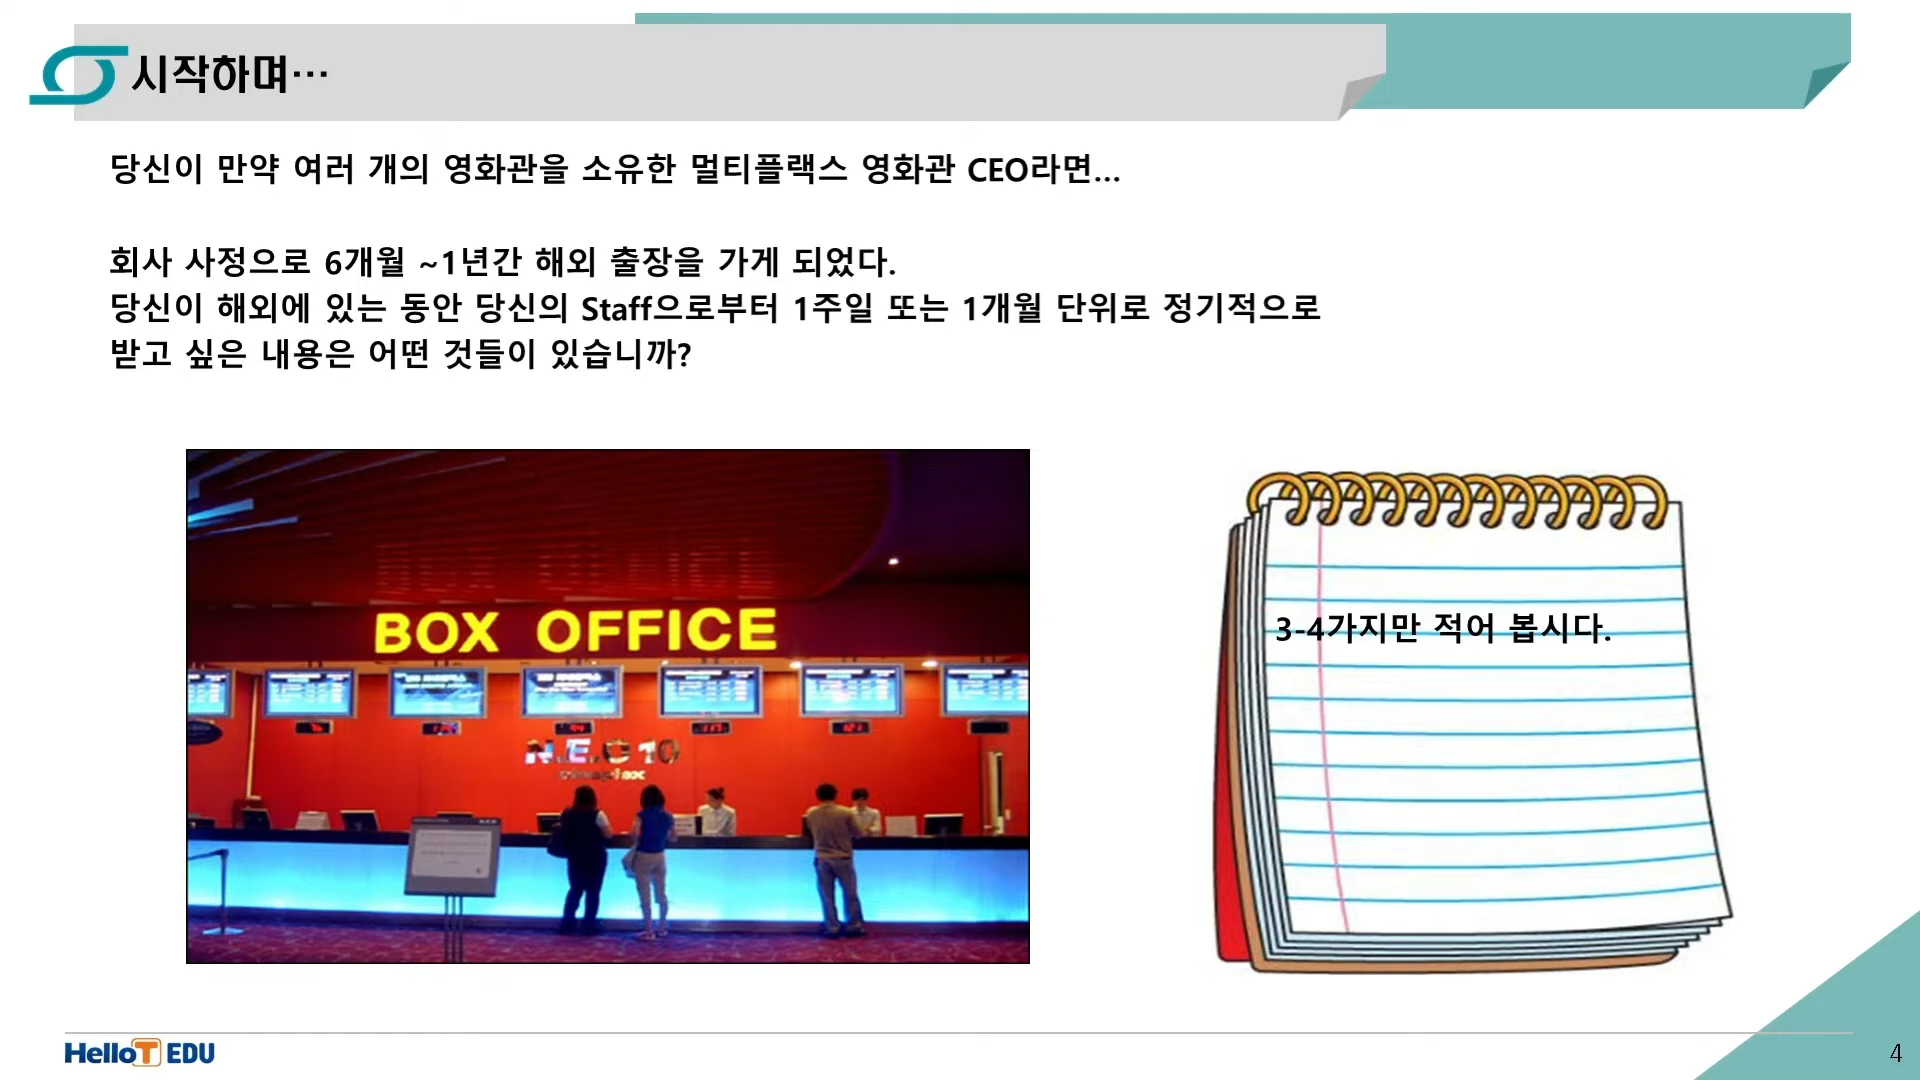 시작하며…
당신이 만약 여러 개의 영화관을 소유한 멀티플랙스 영화관 CEO라면…
회사 사정으로 6개월 ~1년간 해외 출장을 가게 되었다.
당신이 해외에 있는 동안 당신의 Staff으로부터 1주일 또는 1개월 단위로 정기적으로
받고 싶은 내용은 어떤 것들이 있습니까?
BOX OFFICE
N.E.O 10
3-4가지만 적어 봅시다.
HelloT EDU
4